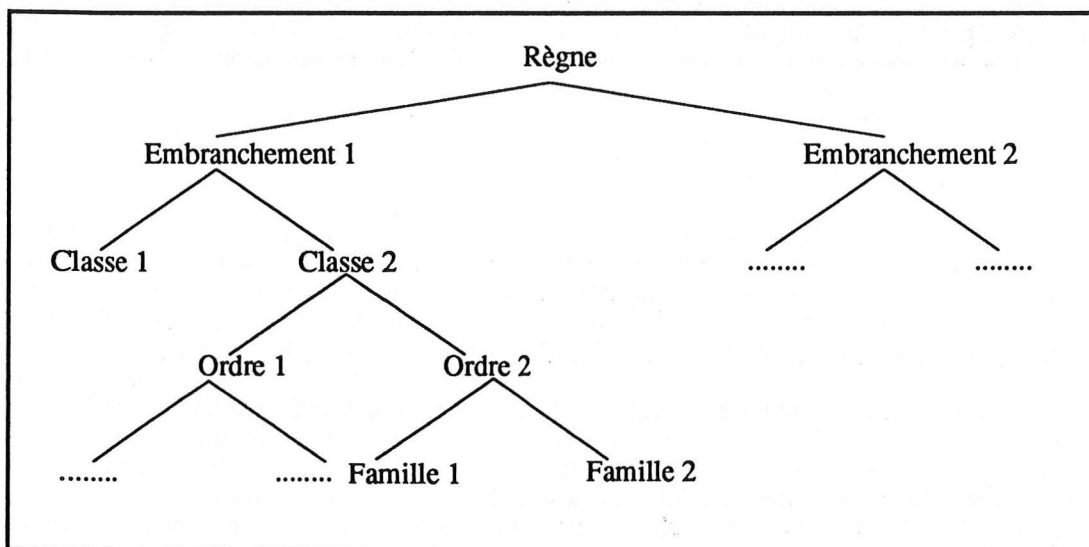 Règne
Embranchement 1 Embranchement 2
Classe 1 Classe 2 ........ ........
Ordre 1 Ordre 2
........ ........ Famille 1 Famille 2